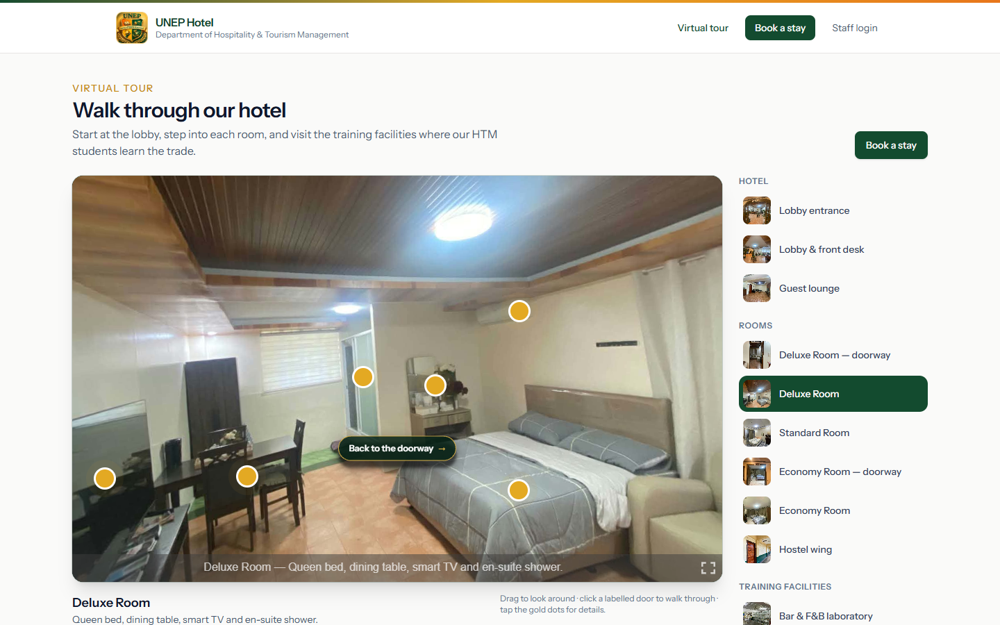 UNEP
UNEP Hotel
Department of Hospitality & Tourism Management
Virtual tour
Book a stay
Staff login
VIRTUAL TOUR
Walk through our hotel
Start at the lobby, step into each room, and visit the training facilities where our HTM
students learn the trade.
Book a stay
Back to the doorway →
Deluxe Room — Queen bed, dining table, smart TV and en-suite shower.
Deluxe Room
Queen bed, dining table, smart TV and en-suite shower.
Drag to look around · click a labelled door to walk through ·
tap the gold dots for details.
HOTEL
Lobby entrance
Lobby & front desk
Guest lounge
ROOMS
Deluxe Room — doorway
Deluxe Room
Standard Room
Economy Room — doorway
Economy Room
Hostel wing
TRAINING FACILITIES
Bar & F&B laboratory